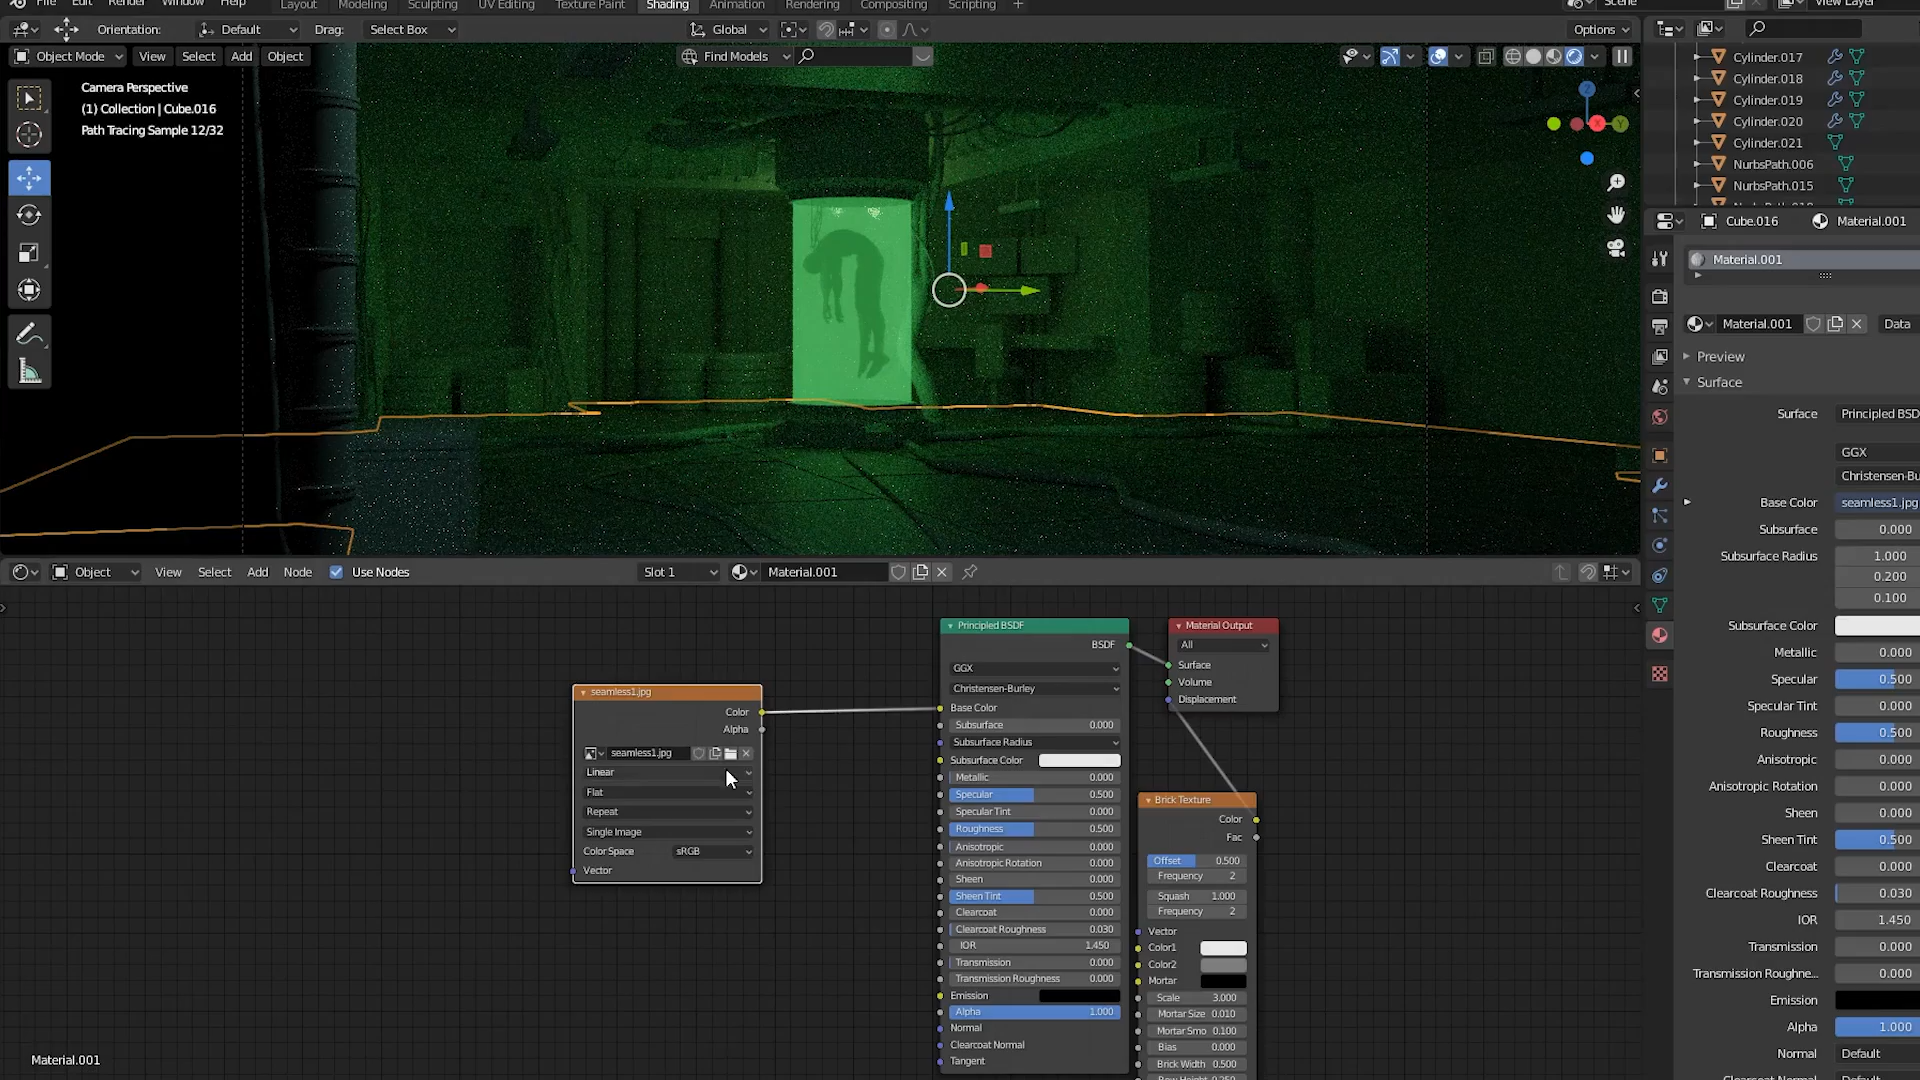 File Edit Render Window Help Layout Modeling Sculpting UV Editing Texture Paint Shading Animation Rendering Compositing Scripting + Scene View Layer
Orientation: Default Drag: Select Box Global Options
Object Mode View Select Add Object Find Models
Camera Perspective
(1) Collection | Cube.016
Path Tracing Sample 12/32
Z
X
Y
Cylinder.017
Cylinder.018
Cylinder.019
Cylinder.020
Cylinder.021
NurbsPath.006
NurbsPath.015
Cube.016 Material.001
Material.001
Material.001 Data
Preview
Surface
Surface Principled BSD
GGX
Christensen-Bu
Base Color seamless1.jpg
Subsurface 0.000
Subsurface Radius 1.000
0.200
0.100
Subsurface Color
Metallic 0.000
Specular 0.500
Specular Tint 0.000
Roughness 0.500
Anisotropic 0.000
Anisotropic Rotation 0.000
Sheen 0.000
Sheen Tint 0.500
Clearcoat 0.000
Clearcoat Roughness 0.030
IOR 1.450
Transmission 0.000
Transmission Roughne... 0.000
Emission
Alpha 1.000
Normal Default
Object View Select Add Node Use Nodes Slot 1 Material.001
seamless1.jpg
Color
Alpha
seamless1.jpg
Linear
Flat
Repeat
Single Image
Color Space sRGB
Vector
Principled BSDF
BSDF
GGX
Christensen-Burley
Base Color
Subsurface 0.000
Subsurface Radius
Subsurface Color
Metallic 0.000
Specular 0.500
Specular Tint 0.000
Roughness 0.500
Anisotropic 0.000
Anisotropic Rotation 0.000
Sheen 0.000
Sheen Tint 0.500
Clearcoat 0.000
Clearcoat Roughness 0.030
IOR 1.450
Transmission 0.000
Transmission Roughness 0.000
Emission
Alpha 1.000
Normal
Clearcoat Normal
Tangent
Material Output
All
Surface
Volume
Displacement
Brick Texture
Color
Fac
Offset 0.500
Frequency 2
Squash 1.000
Frequency 2
Vector
Color1
Color2
Mortar
Scale 3.000
Mortar Size 0.010
Mortar Smo 0.100
Bias 0.000
Brick Width 0.500
Material.001